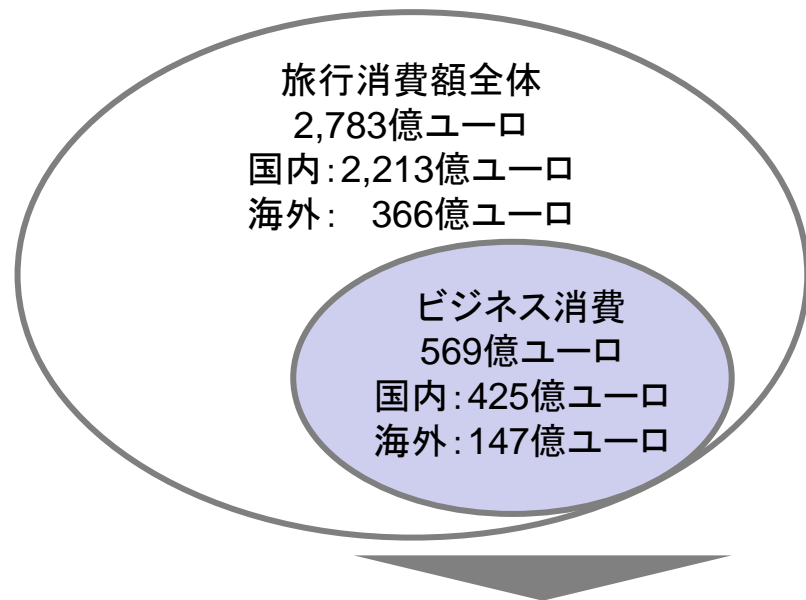 旅行消費額全体
2,783億ユーロ
国内：2,213億ユーロ
海外：　366億ユーロ
ビジネス消費
569億ユーロ
国内：425億ユーロ
海外：147億ユーロ